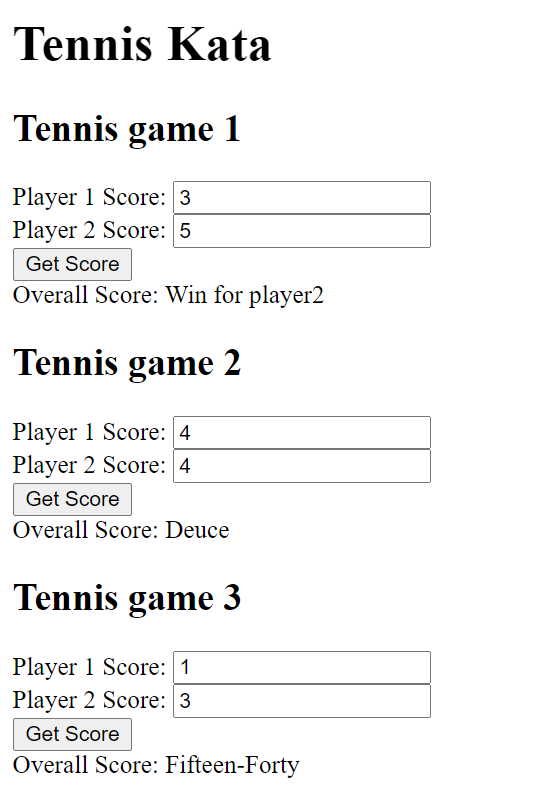 Tennis Kata
Tennis game 1
Player 1 Score: 3
Player 2 Score: 5
Get Score
Overall Score: Win for player2
Tennis game 2
Player 1 Score: 4
Player 2 Score: 4
Get Score
Overall Score: Deuce
Tennis game 3
Player 1 Score: 1
Player 2 Score: 3
Get Score
Overall Score: Fifteen-Forty